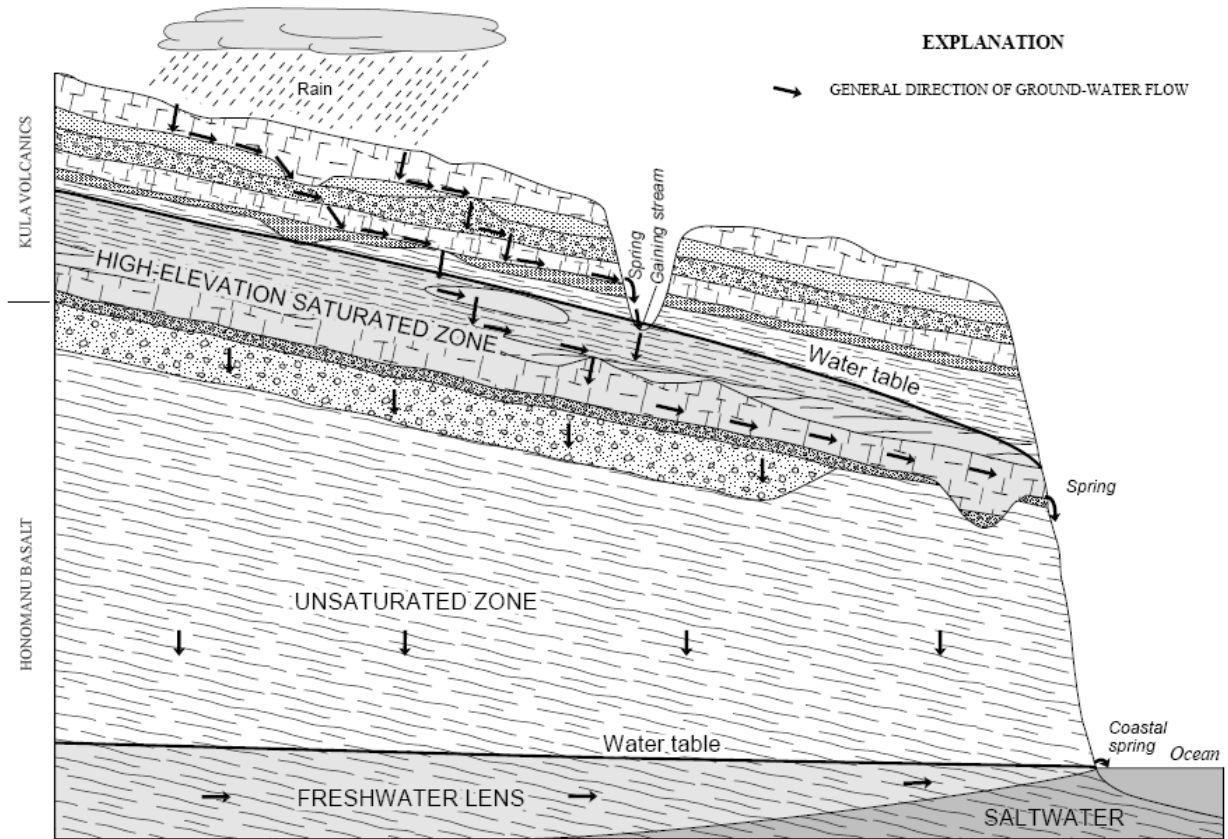 EXPLANATION
GENERAL DIRECTION OF GROUND-WATER FLOW
Rain
KULA VOLCANICS
Spring
Gaining stream
HIGH-ELEVATION SATURATED ZONE
Water table
Spring
HONOMANU BASALT
UNSATURATED ZONE
Water table
Coastal
spring
Ocean
FRESHWATER LENS
SALTWATER